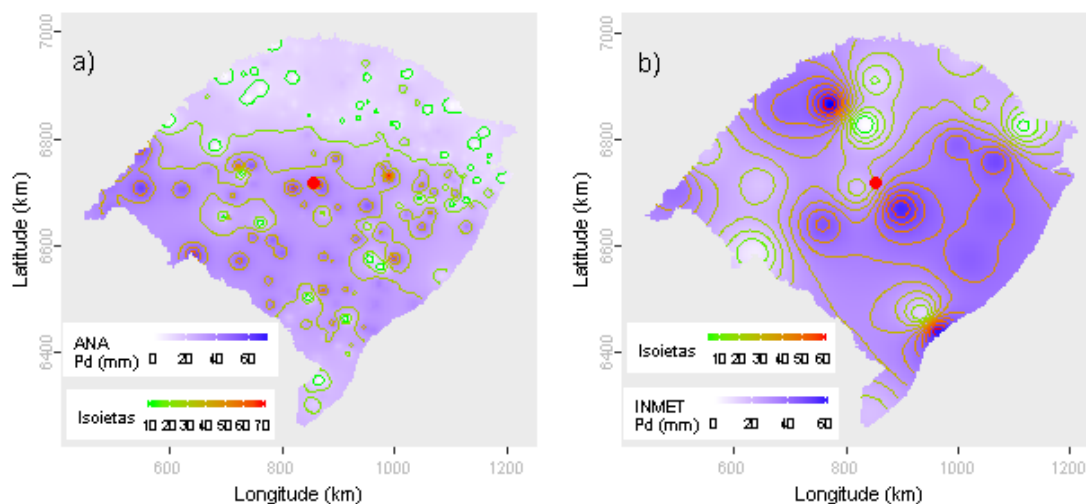 a)
7000
6800
6600
6400
Latitude (km)
ANA
Pd (mm) 0 20 40 60
Isoietas
10 20 30 40 50 60 70
600 800 1000 1200
Longitude (km)
b)
7000
6800
6600
6400
Latitude (km)
Isoietas
10 20 30 40 50 60
INMET
Pd (mm) 0 20 40 60
600 800 1000 1200
Longitude (km)